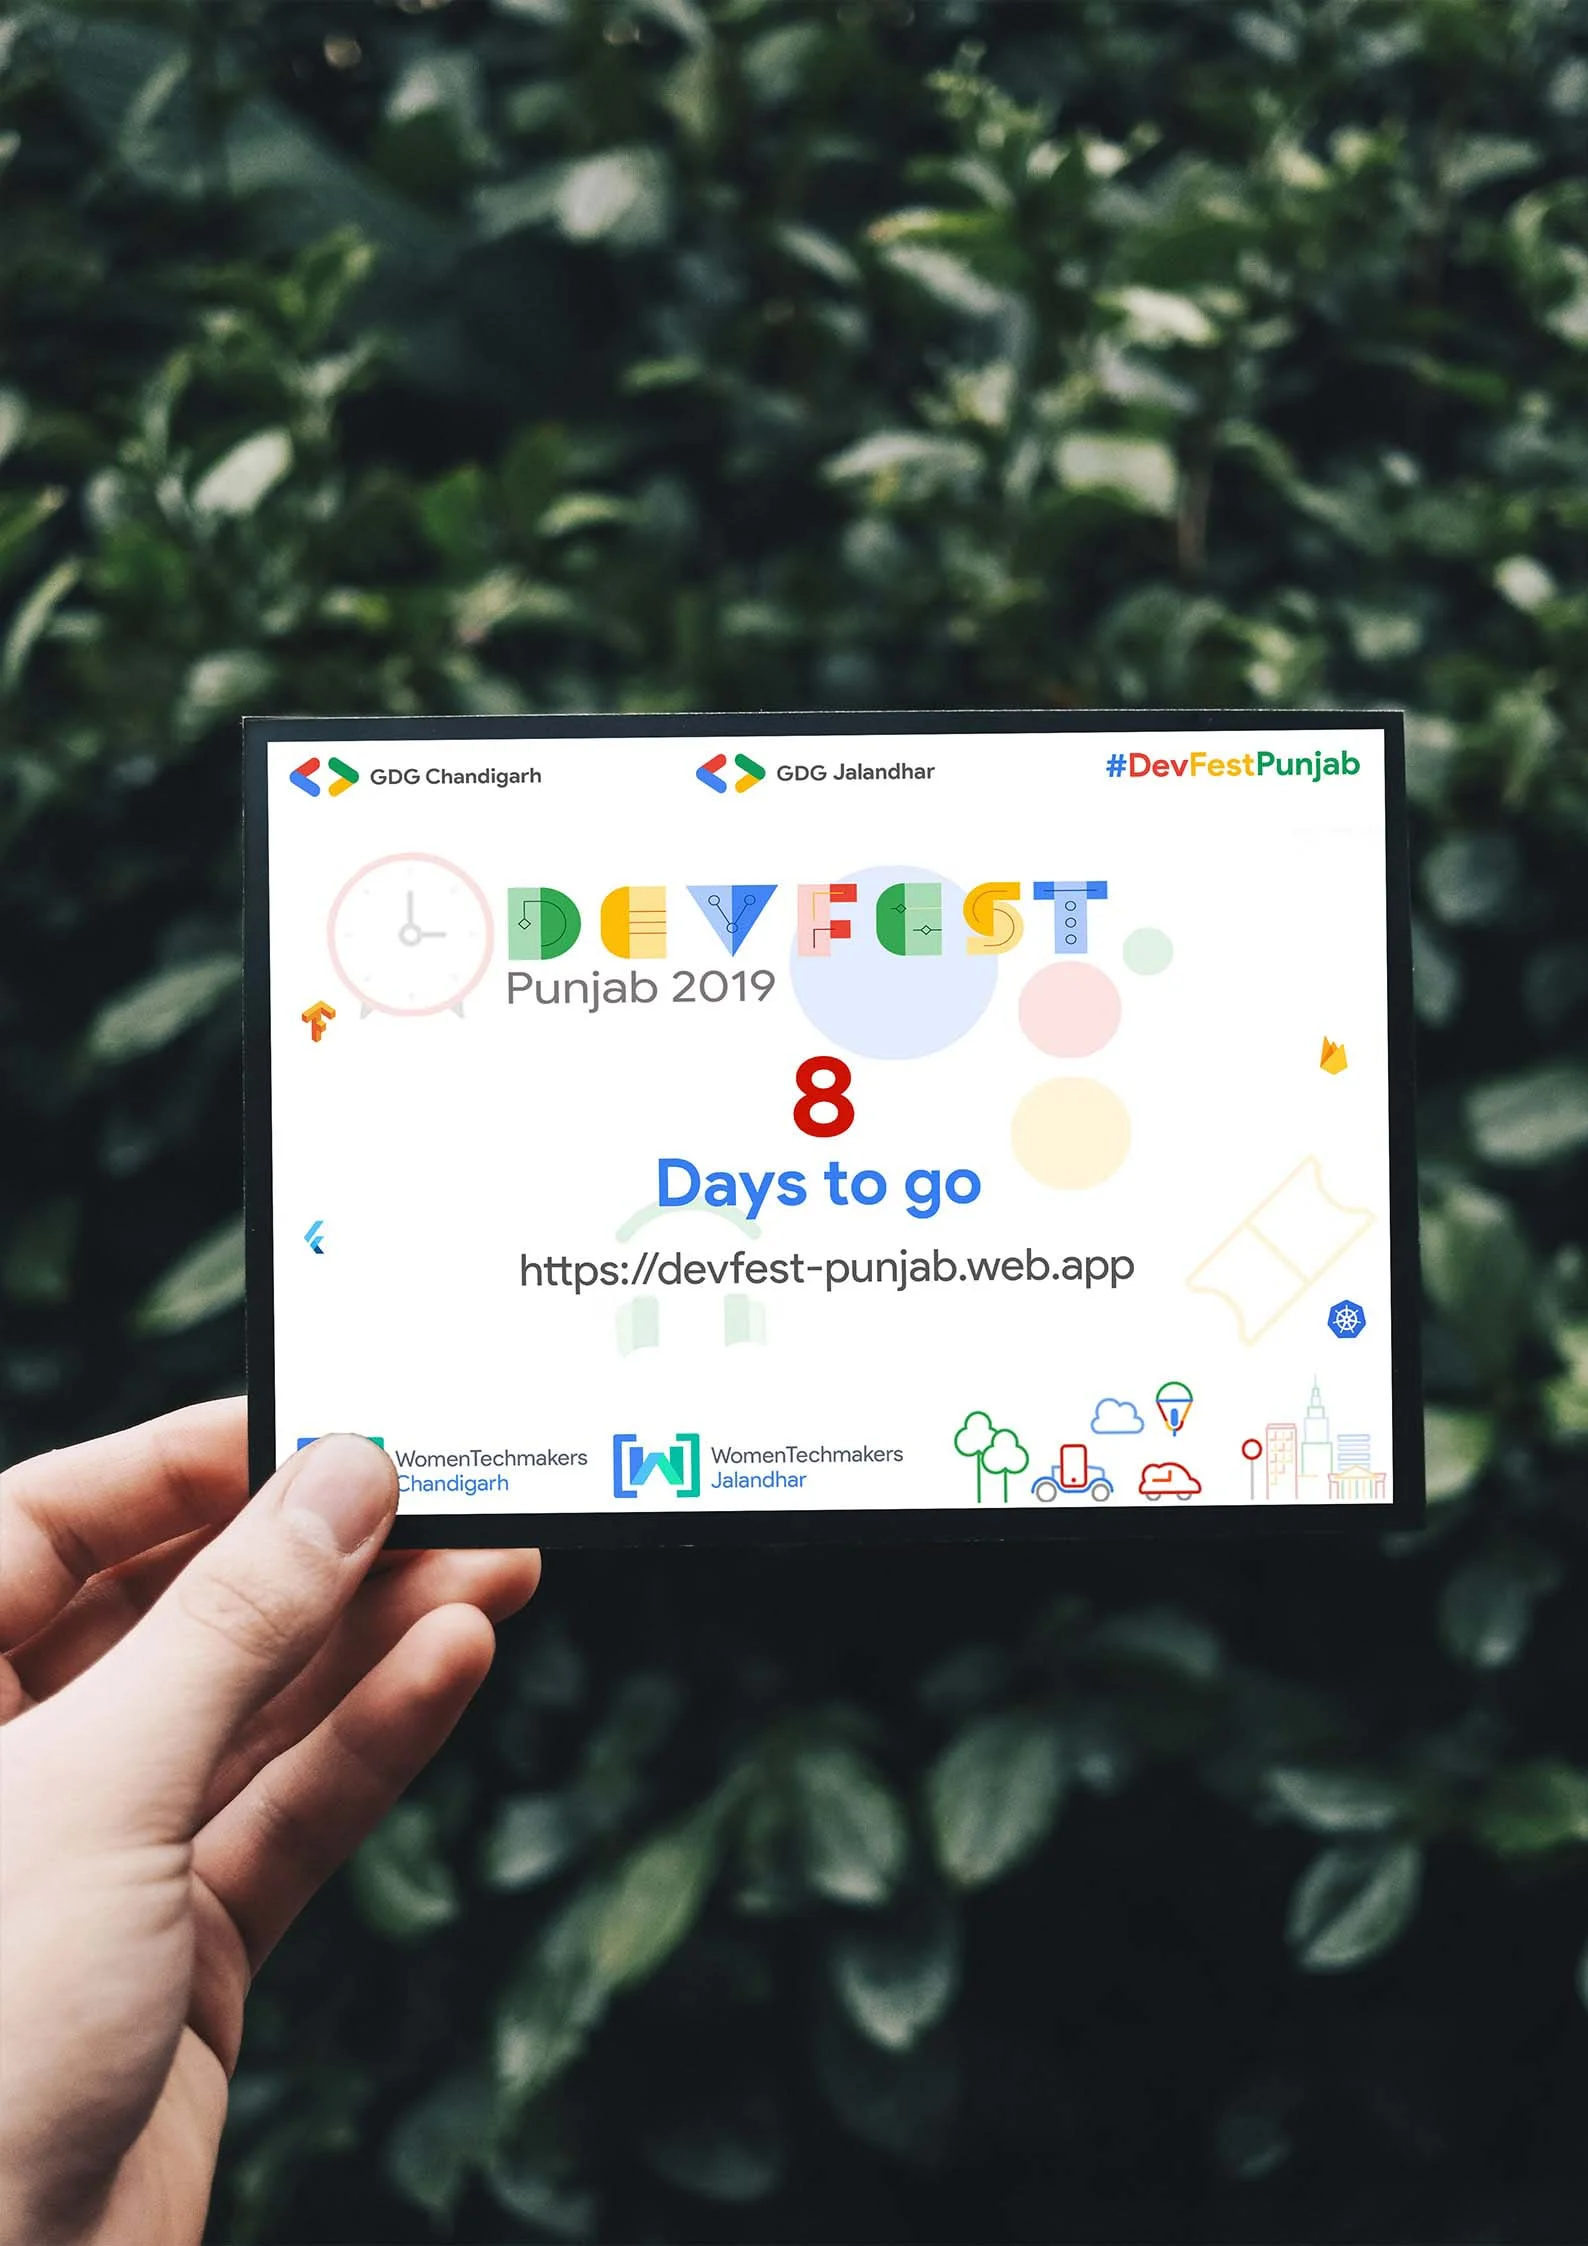 GDG Chandigarh
GDG Jalandhar
#DevFestPunjab
DEVFEST
Punjab 2019
8
Days to go
https://devfest-punjab.web.app
WomenTechmakers
Chandigarh
WomenTechmakers
Jalandhar